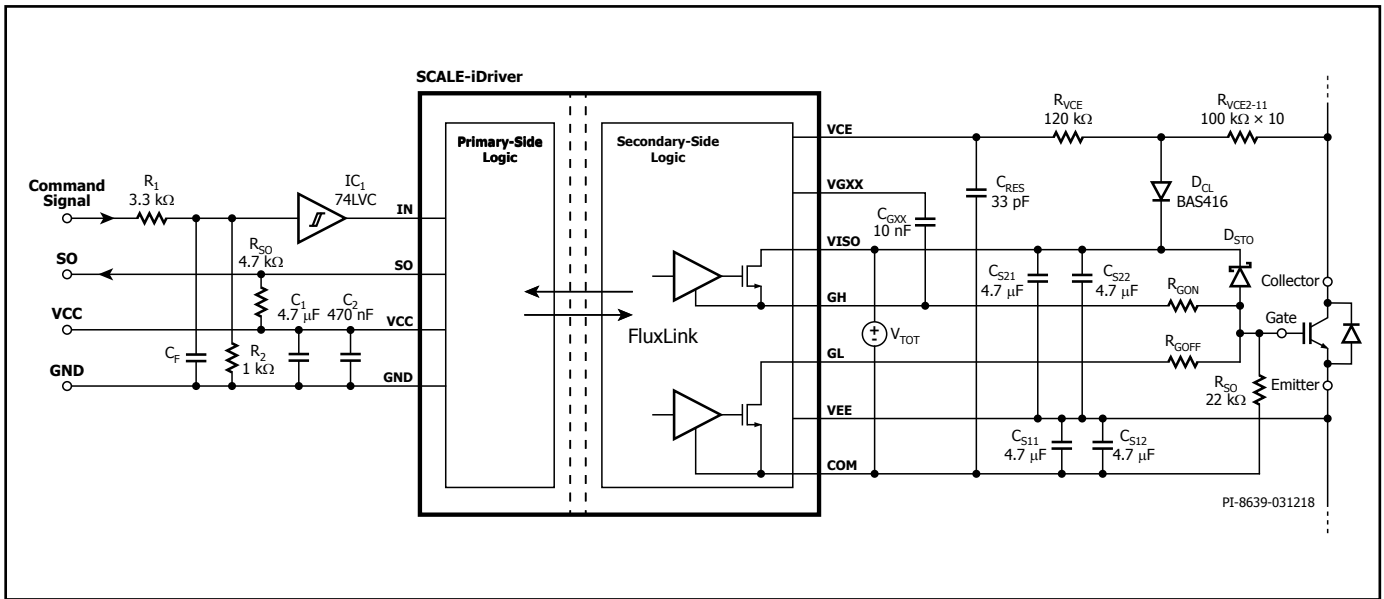 SCALE-iDriver
Primary-Side
Logic
Secondary-Side
Logic
FluxLink
Command
Signal
R1
3.3 kΩ
IC1
74LVC
IN
SO
RSO
4.7 kΩ
SO
VCC
C1
4.7 µF
C2
470 nF
VCC
CF
R2
1 kΩ
GND
GND
VCE
RVCE
120 kΩ
RVCE2-11
100 kΩ × 10
VGXX
CRES
33 pF
DCL
BAS416
CGXX
10 nF
VISO
DSTO
CS21
4.7 µF
CS22
4.7 µF
Collector
GH
RGON
Gate
VTOT
GL
RGOFF
RSO
22 kΩ
Emitter
VEE
CS11
4.7 µF
CS12
4.7 µF
COM
PI-8639-031218